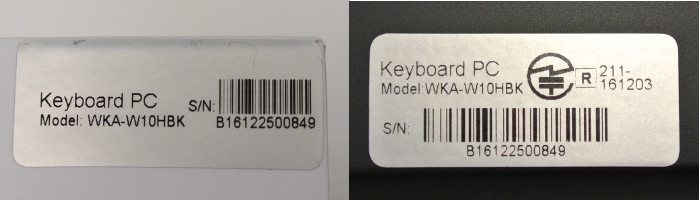 Keyboard PC
Model: WKA-W10HBK
S/N:
B16122500849
Keyboard PC
Model:WKA-W10HBK
R 211-
161203
S/N:
B16122500849